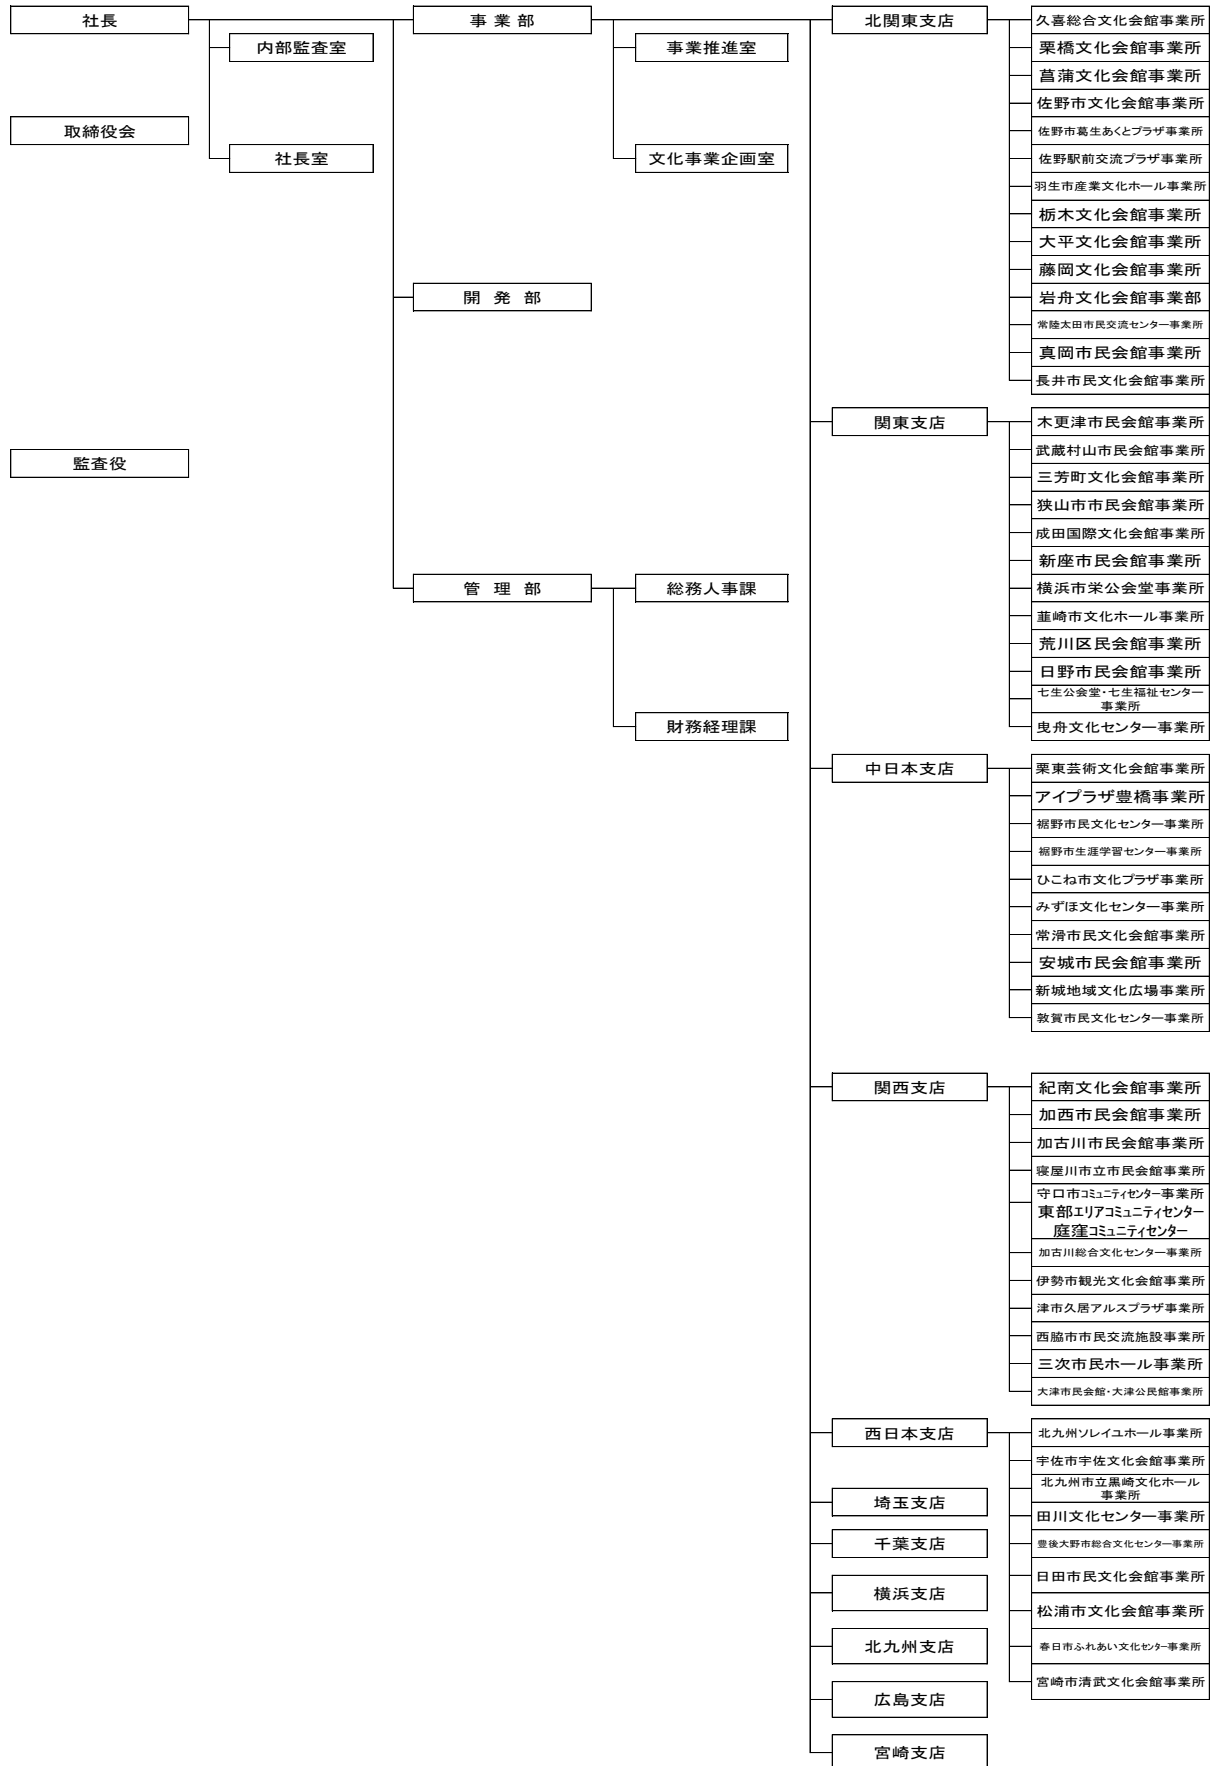 社長
内部監査室
社長室
取締役会
監査役
事業部
事業推進室
文化事業企画室
開発部
管理部
総務人事課
財務経理課
北関東支店
久喜総合文化会館事業所
栗橋文化会館事業所
菖蒲文化会館事業所
佐野市文化会館事業所
佐野市葛生あくとプラザ事業所
佐野駅前交流プラザ事業所
羽生市産業文化ホール事業所
栃木文化会館事業所
大平文化会館事業所
藤岡文化会館事業所
岩舟文化会館事業部
常陸太田市民交流センター事業所
真岡市民会館事業所
長井市民文化会館事業所
関東支店
木更津市民会館事業所
武蔵村山市民会館事業所
三芳町文化会館事業所
狭山市市民会館事業所
成田国際文化会館事業所
新座市民会館事業所
横浜市栄公会堂事業所
韮崎市文化ホール事業所
荒川区民会館事業所
日野市民会館事業所
七生公会堂・七生福祉センター
事業所
曳舟文化センター事業所
中日本支店
栗東芸術文化会館事業所
アイプラザ豊橋事業所
裾野市民文化センター事業所
裾野市生涯学習センター事業所
ひこね市文化プラザ事業所
みずほ文化センター事業所
常滑市民文化会館事業所
安城市民会館事業所
新城地域文化広場事業所
敦賀市民文化センター事業所
関西支店
紀南文化会館事業所
加西市民会館事業所
加古川市民会館事業所
寝屋川市立市民会館事業所
守口市コミュニティセンター事業所
東部エリアコミュニティセンター
庭窪コミュニティセンター
加古川総合文化センター事業所
伊勢市観光文化会館事業所
津市久居アルスプラザ事業所
西脇市市民交流施設事業所
三次市民ホール事業所
大津市民会館・大津公民館事業所
西日本支店
北九州ソレイユホール事業所
宇佐市宇佐文化会館事業所
北九州市立黒崎文化ホール
事業所
田川文化センター事業所
豊後大野市総合文化センター事業所
日田市民文化会館事業所
松浦市文化会館事業所
春日市ふれあい文化センター事業所
宮崎市清武文化会館事業所
埼玉支店
千葉支店
横浜支店
北九州支店
広島支店
宮崎支店